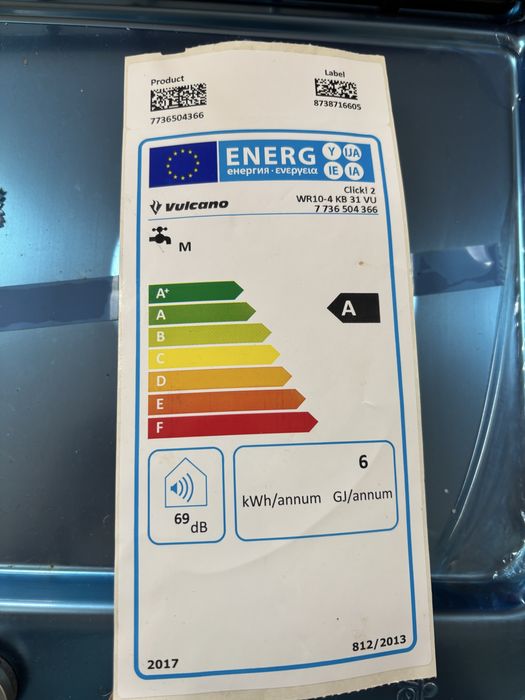 Product
Label
7736504366
8738716605
ENERG Y IJA
енергия · ενεργεια IE IA
Click! 2
Vulcano WR10-4 KB 31 VU
7 736 504 366
M
A+
A
A
B
C
D
E
F
6
kWh/annum GJ/annum
69 dB
2017
812/2013